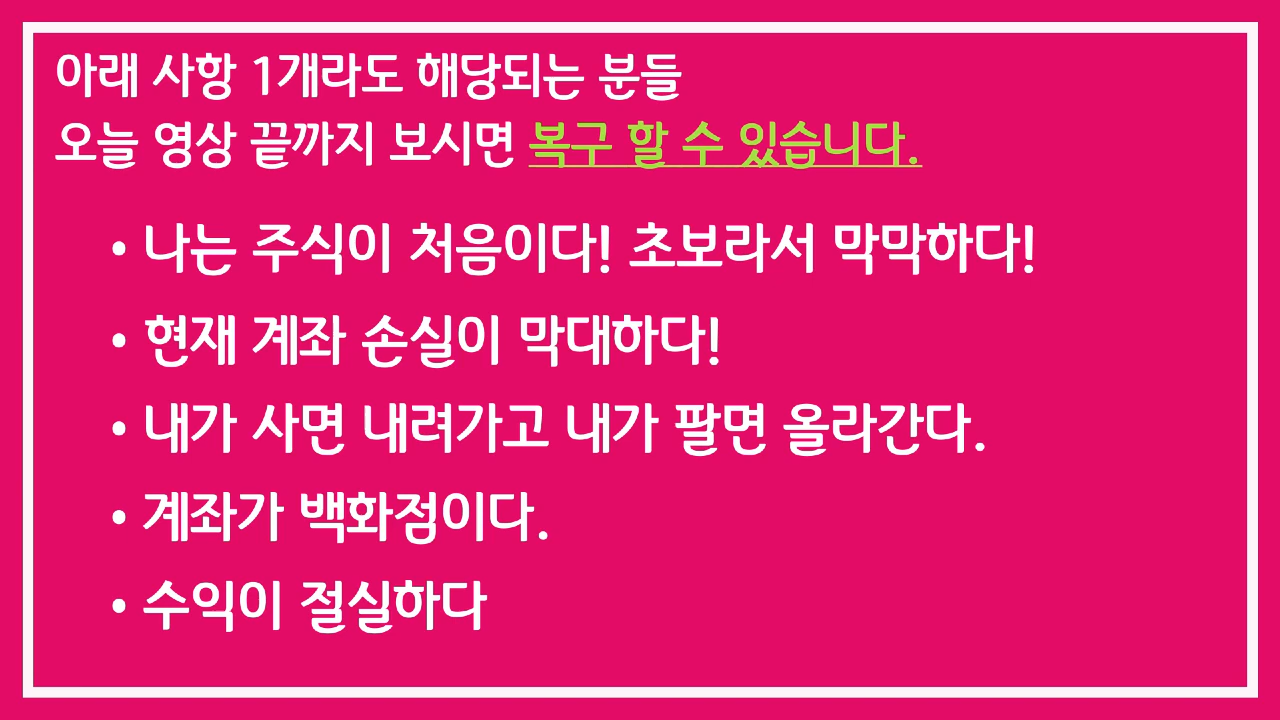 아래 사항 1개라도 해당되는 분들
오늘 영상 끝까지 보시면 복구 할 수 있습니다.
• 나는 주식이 처음이다! 초보라서 막막하다!
• 현재 계좌 손실이 막대하다!
• 내가 사면 내려가고 내가 팔면 올라간다.
• 계좌가 백화점이다.
• 수익이 절실하다